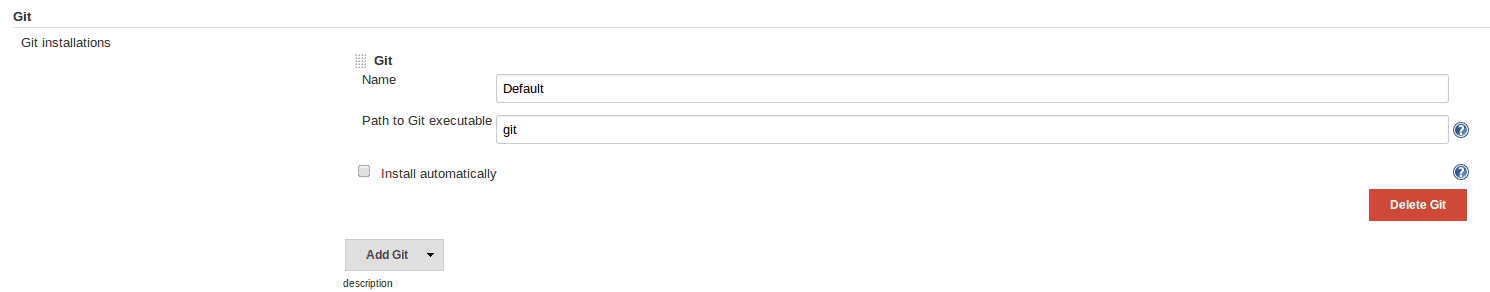 Git
Git installations
Git
Name
Default
Path to Git executable
git
?
Install automatically
?
Delete Git
Add Git
description